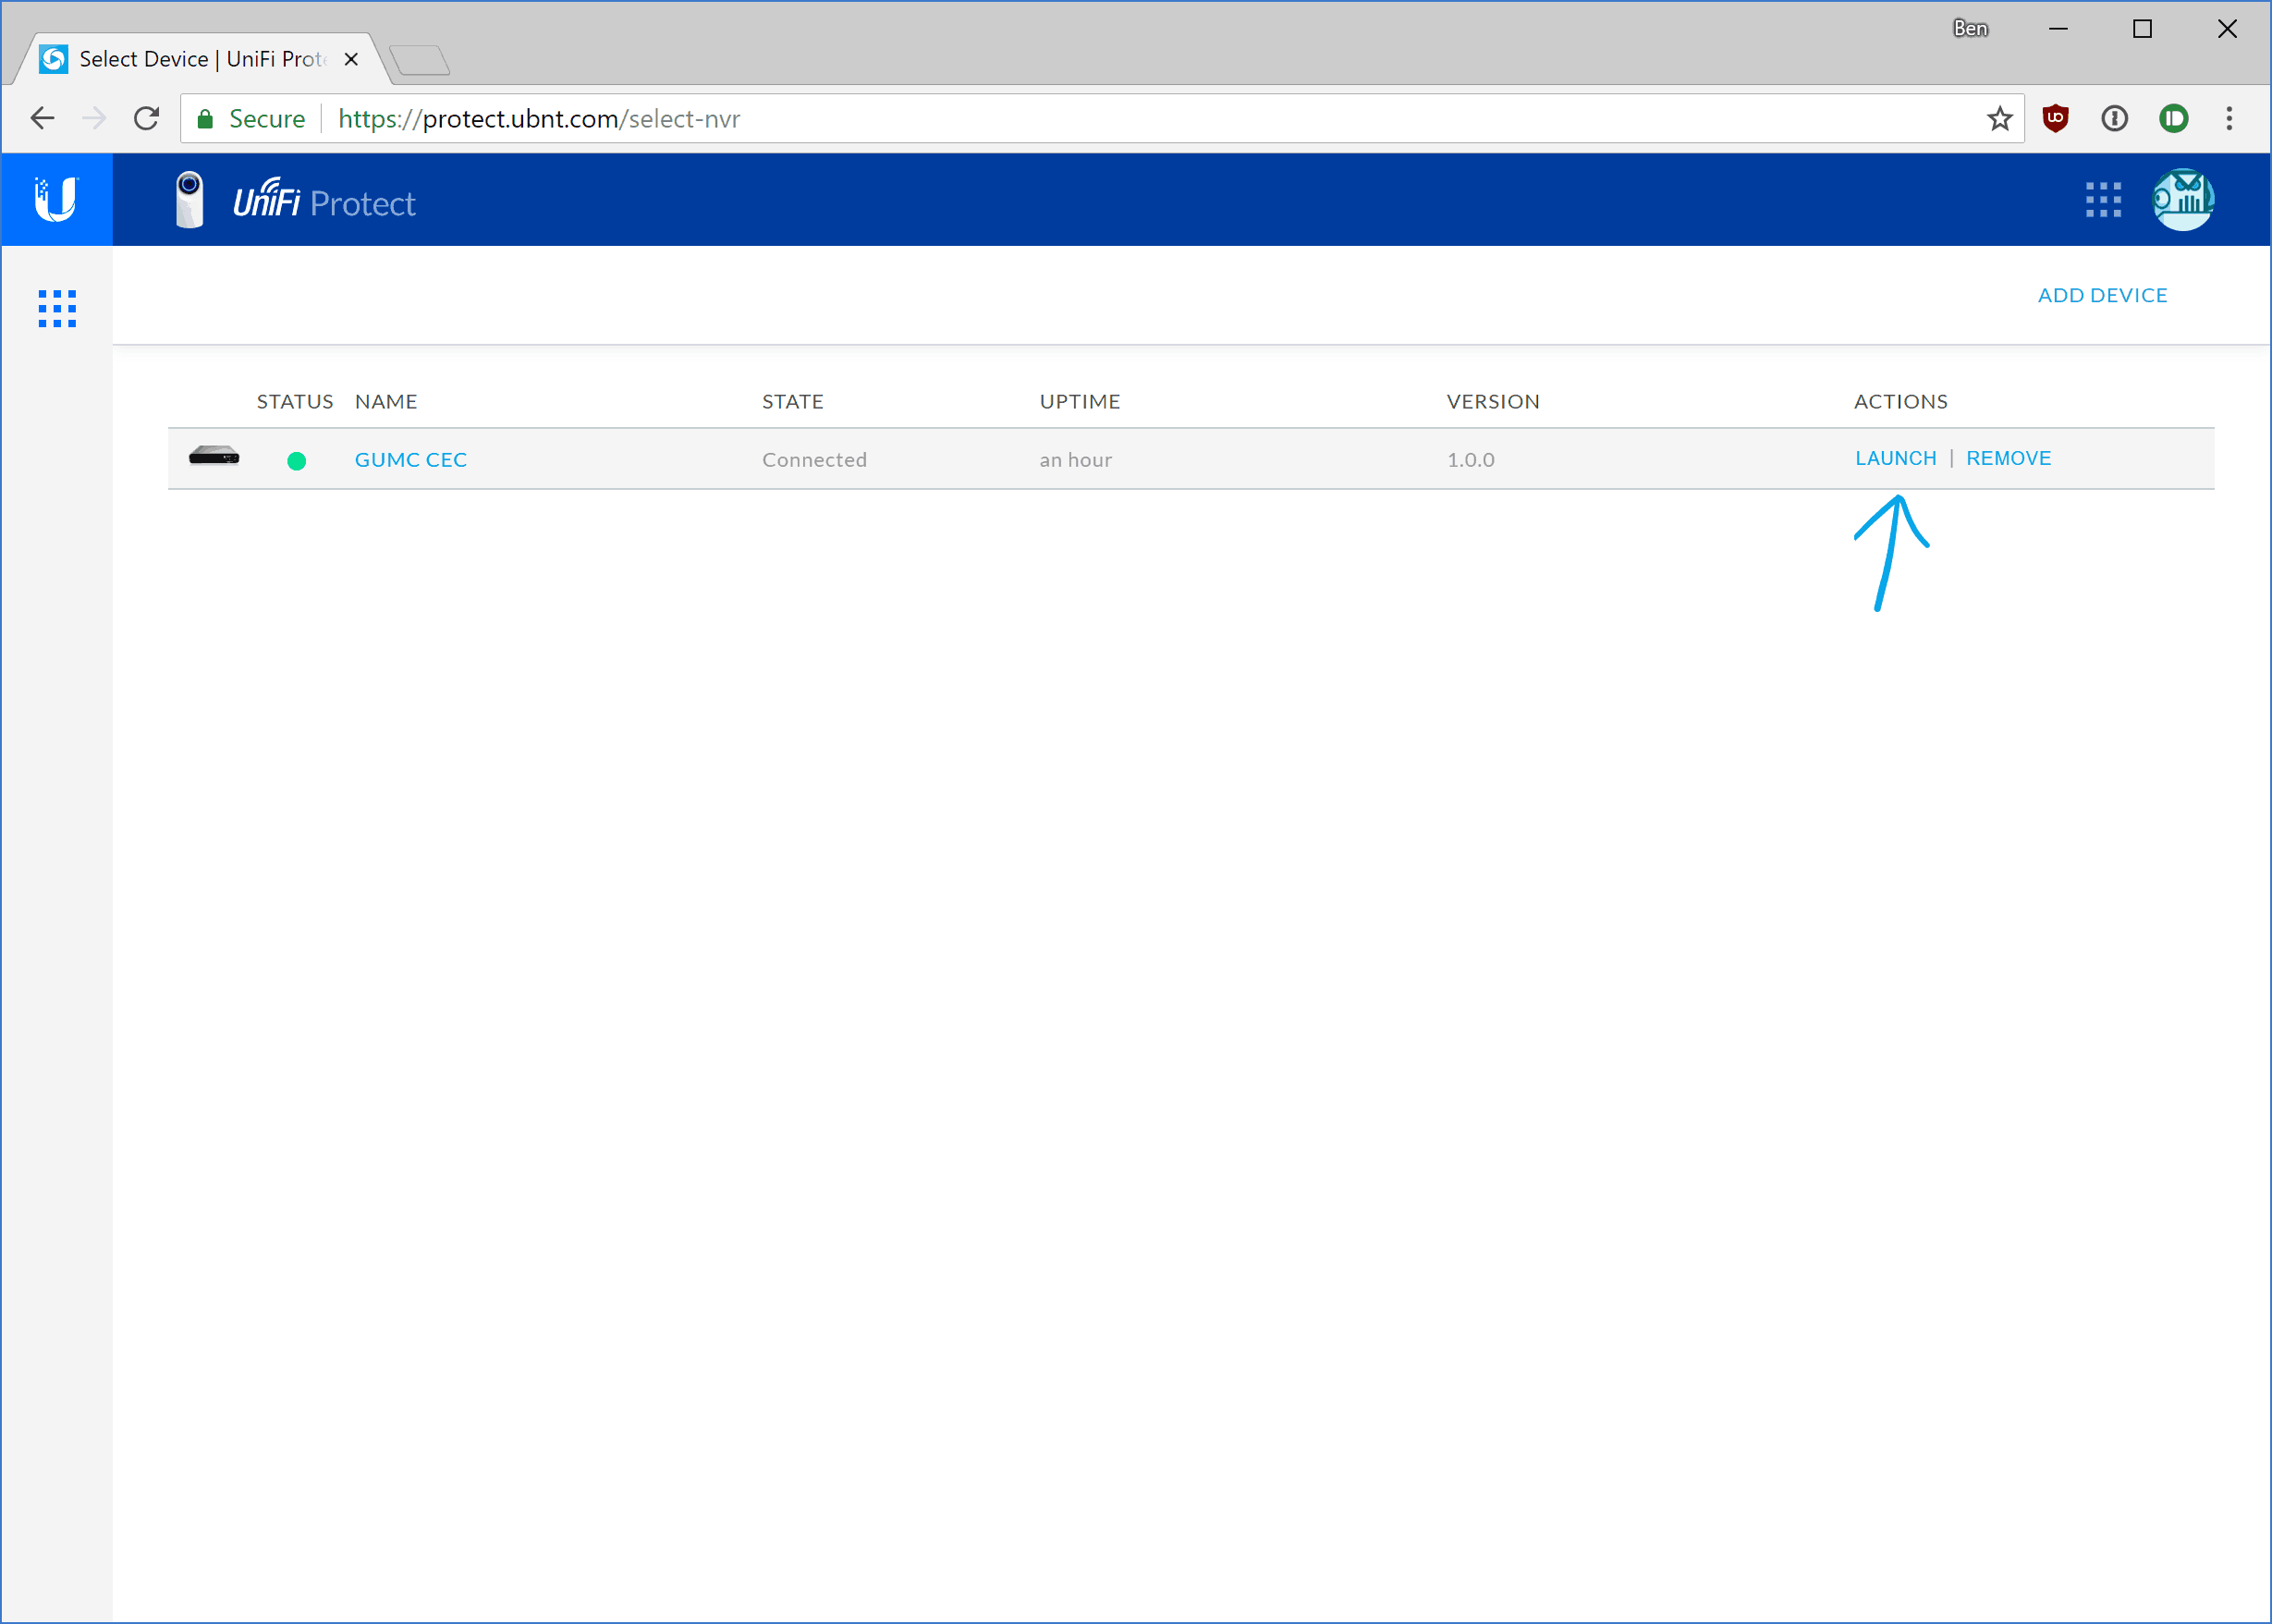 Ben
Select Device | UniFi Prote
Secure https://protect.ubnt.com/select-nvr
U UniFi Protect
ADD DEVICE
STATUS NAME STATE UPTIME VERSION ACTIONS
GUMC CEC Connected an hour 1.0.0 LAUNCH | REMOVE